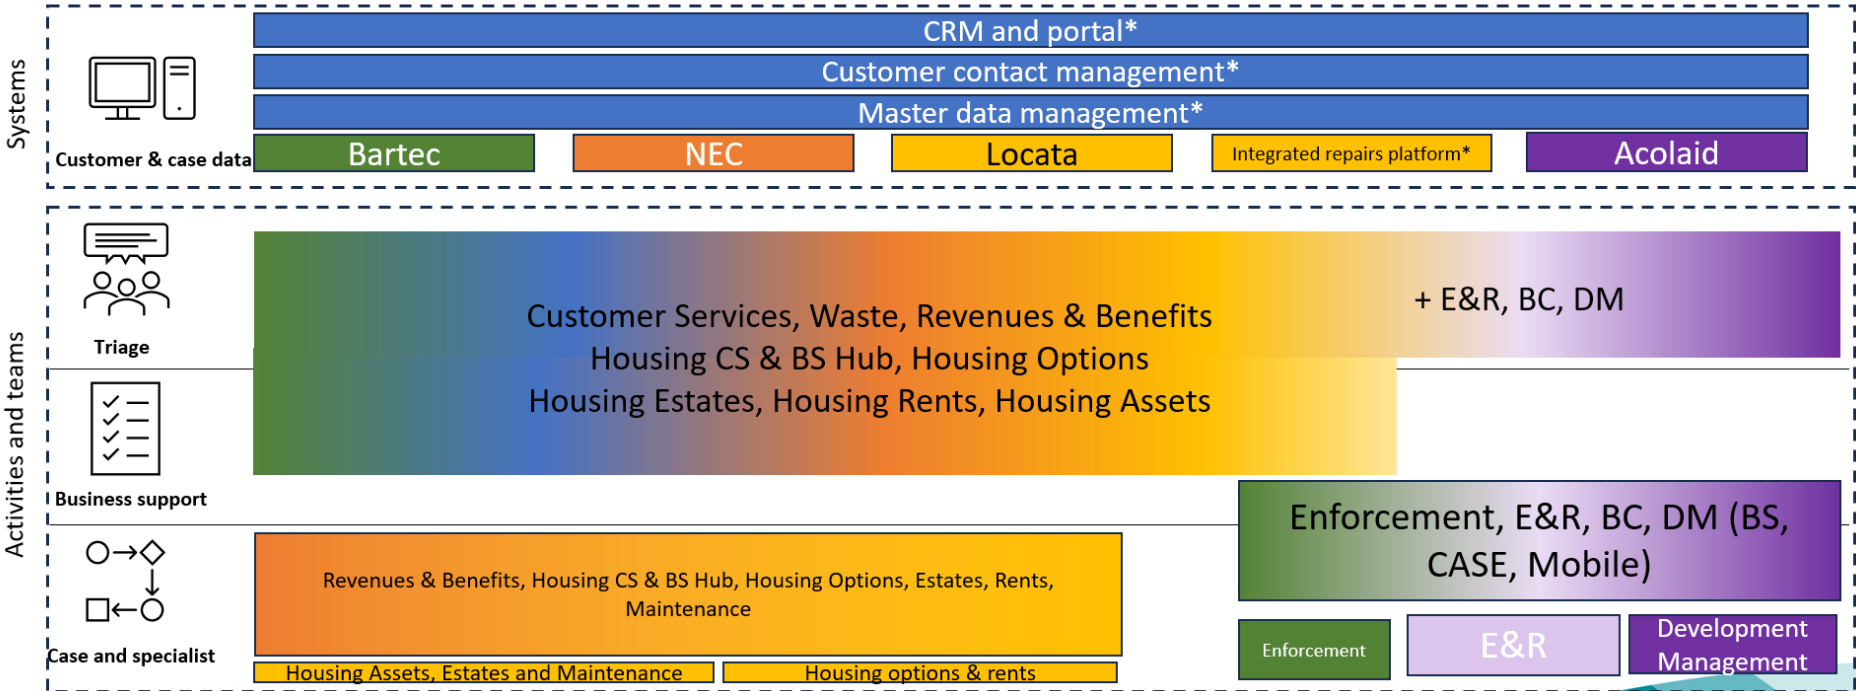 Systems
CRM and portal*
Customer contact management*
Master data management*
Customer & case data
Bartec
NEC
Locata
Integrated repairs platform*
Acolaid
Activities and teams
Triage
Customer Services, Waste, Revenues & Benefits
Housing CS & BS Hub, Housing Options
Housing Estates, Housing Rents, Housing Assets
+ E&R, BC, DM
Business support
Enforcement, E&R, BC, DM (BS,
CASE, Mobile)
Case and specialist
Revenues & Benefits, Housing CS & BS Hub, Housing Options, Estates, Rents,
Maintenance
Housing Assets, Estates and Maintenance
Housing options & rents
Enforcement
E&R
Development
Management